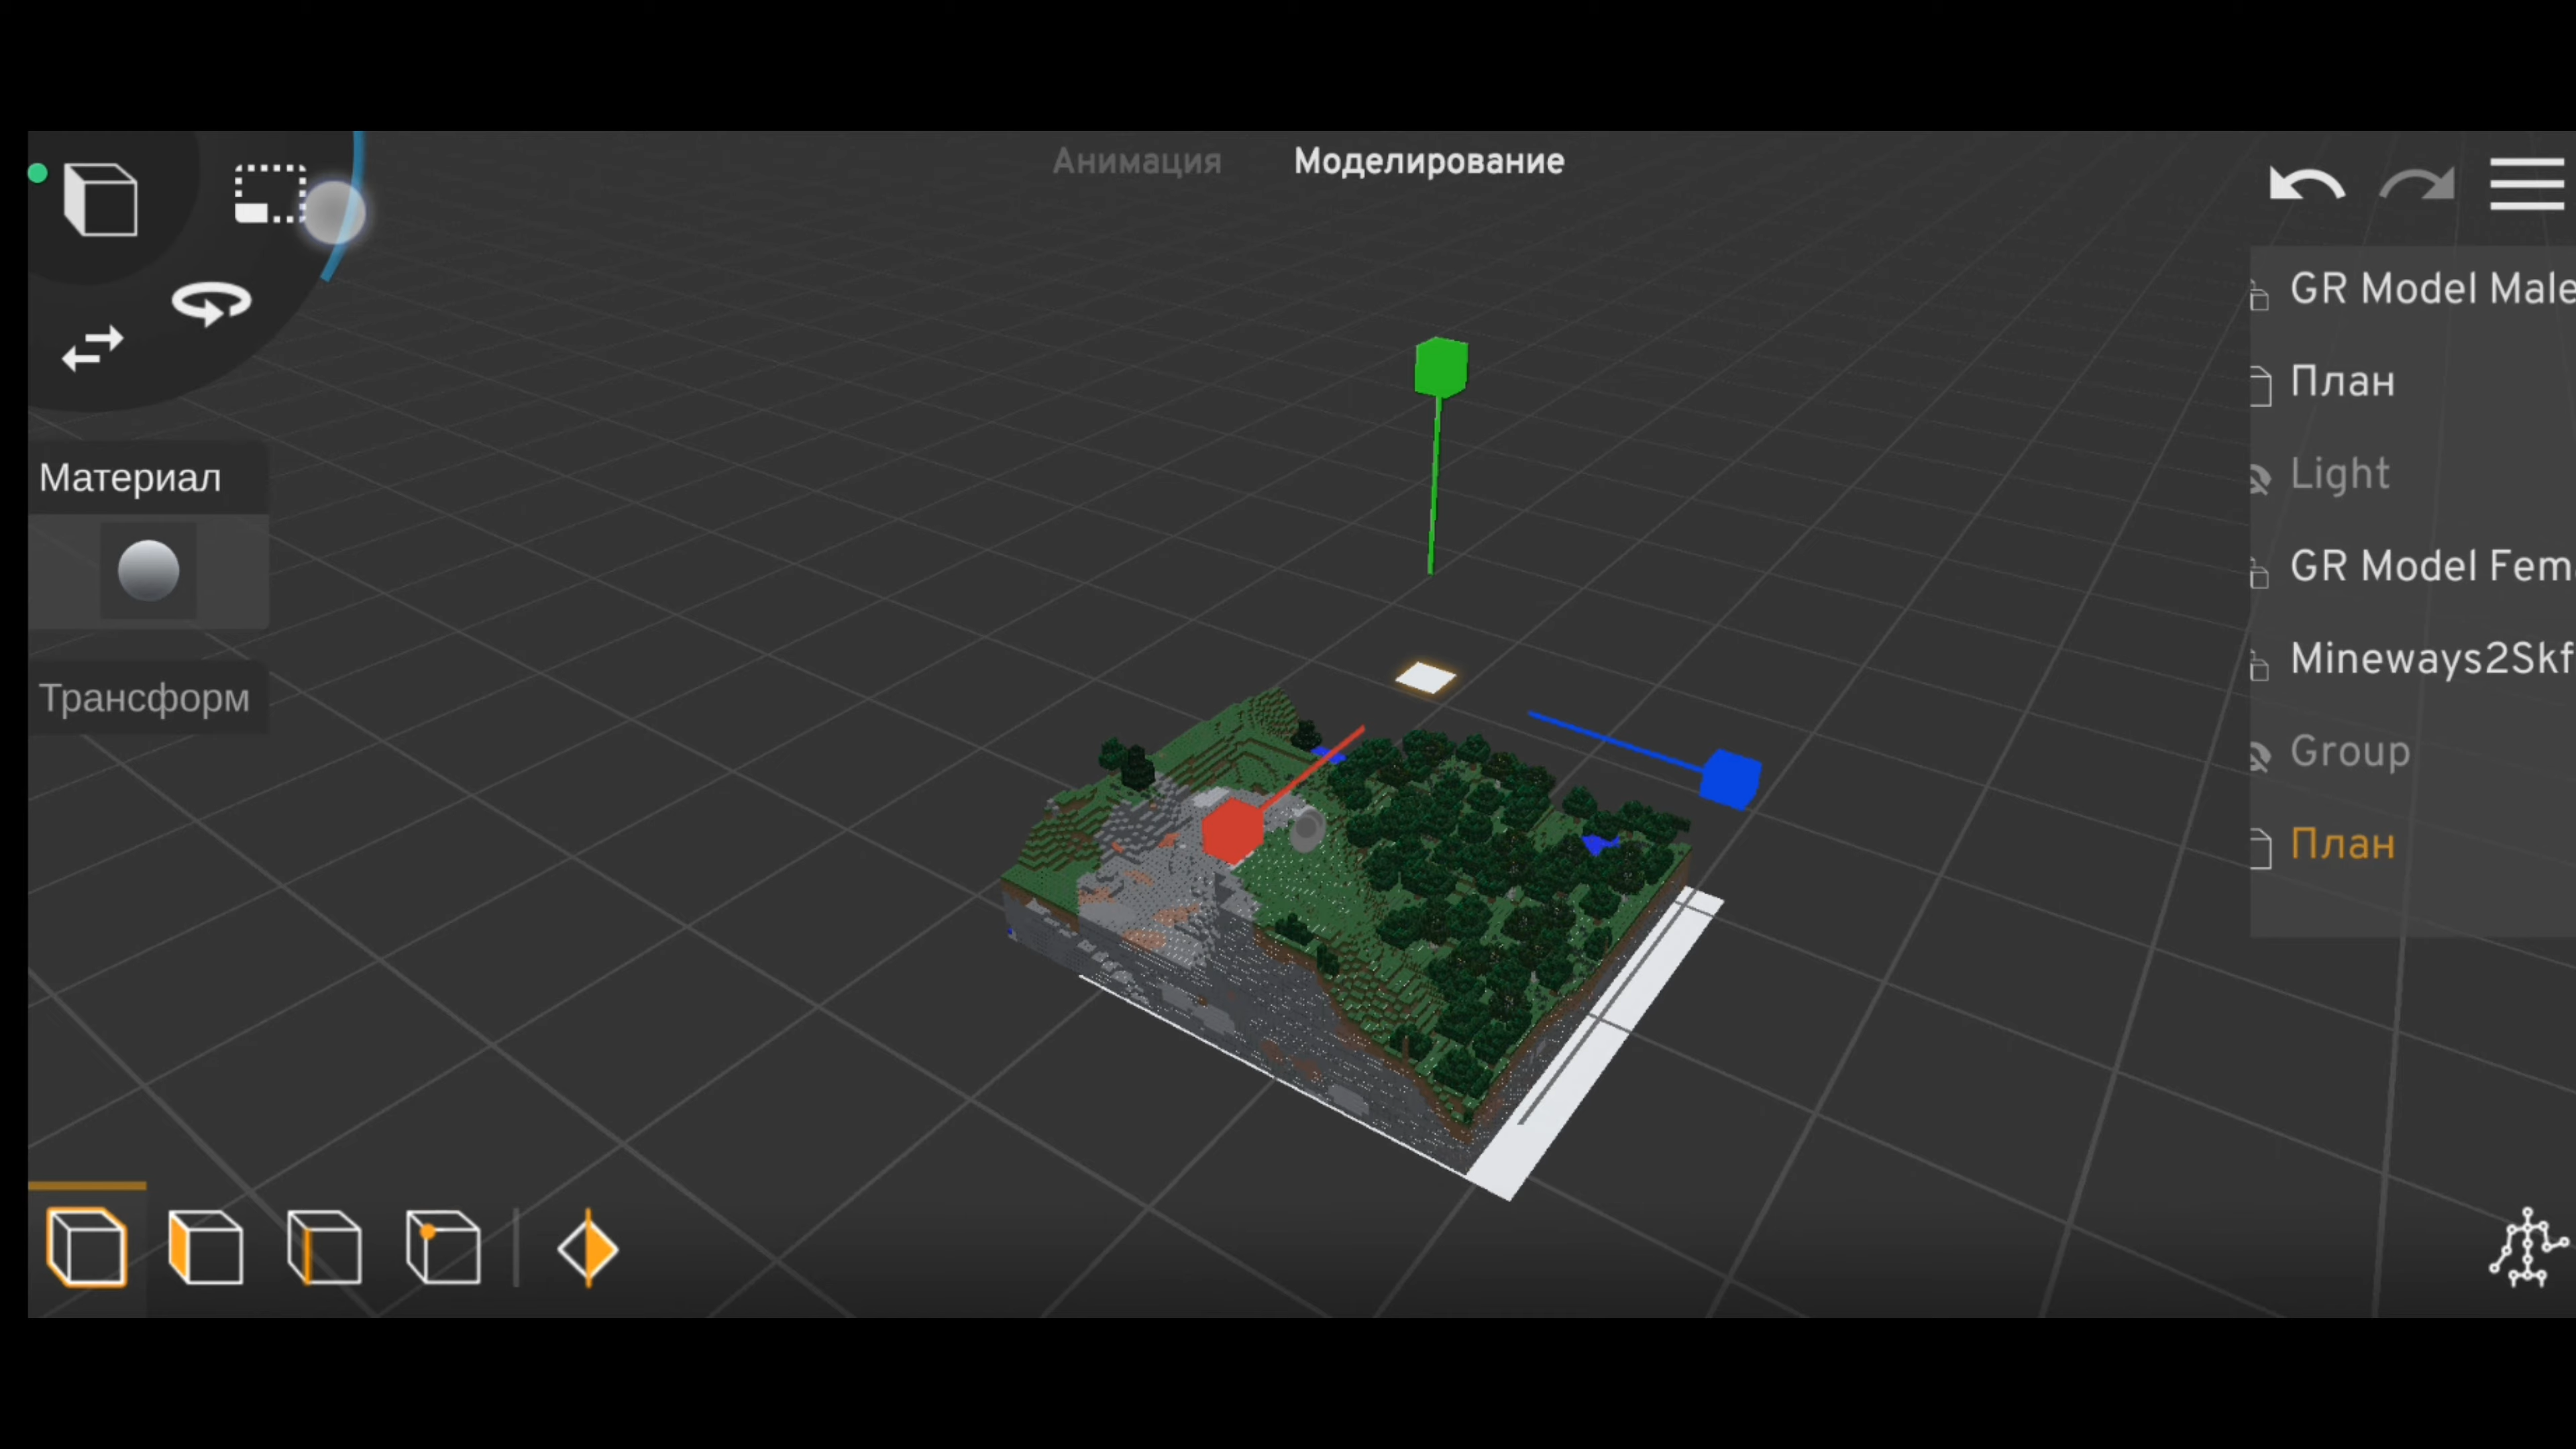 Анимация
Моделирование
Материал
Трансформ
GR Model Male
План
Light
GR Model Fem
Mineways2Skf
Group
План